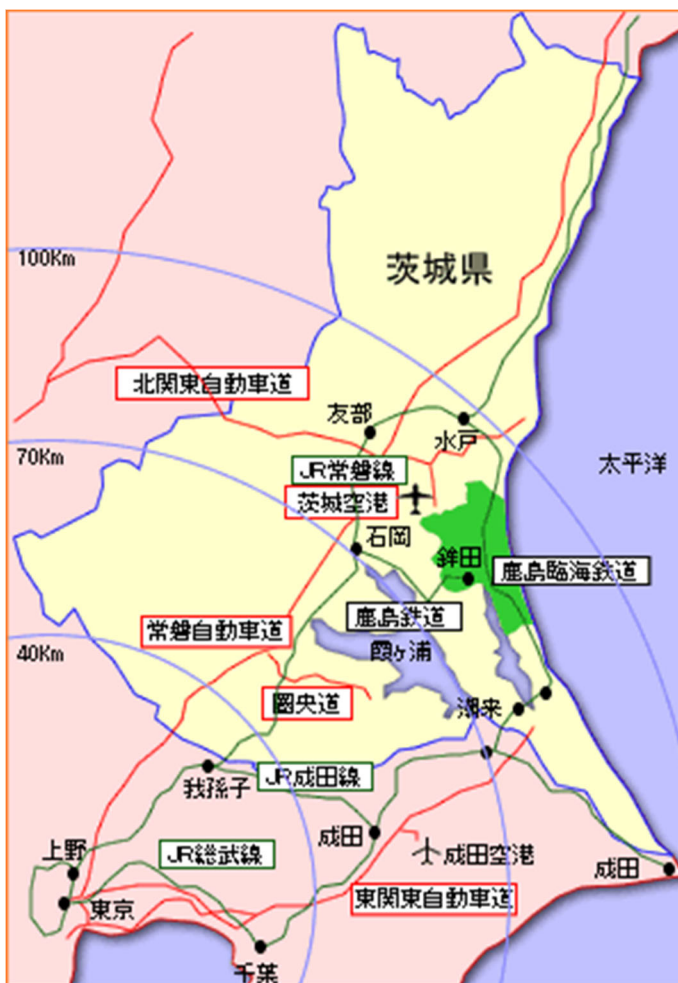 100Km
茨城県
北関東自動車道
友部
水戸
70Km
太平洋
JR常磐線
茨城空港
石岡
鉾田
鹿島臨海鉄道
鹿島鉄道
常磐自動車道
霞ヶ浦
40Km
圏央道
潮来
JR成田線
我孫子
成田
JR総武線
上野
成田空港
成田
東京
東関東自動車道
千葉